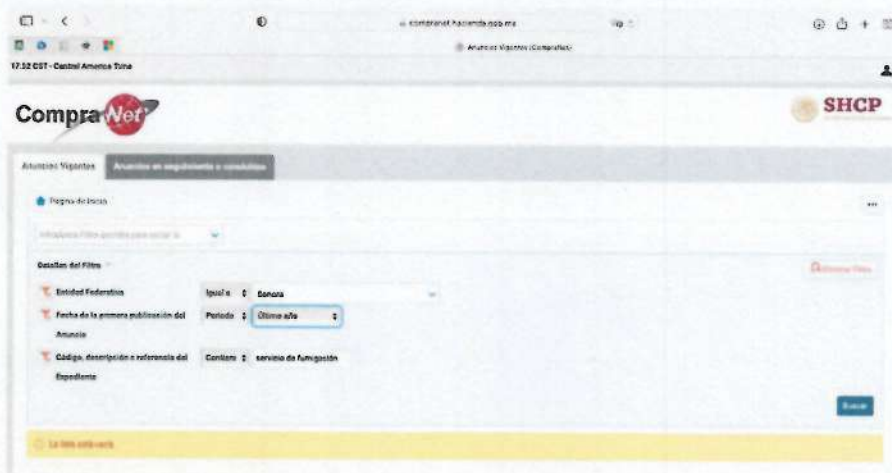 compranet.hacienda.gob.mx
Anuncios Vigentes (CompraNet)
17:52 CST - Central America Time
CompraNet
SHCP
Anuncios Vigentes
Anuncios en seguimiento o concluidos
Página de Inicio
Detalles del Filtro
Entidad Federativa
Igual a
Sonora
Fecha de la primera publicación del Anuncio
Periodo
Último año
Código, descripción o referencia del Expediente
Contiene
servicio de fumigación
Buscar
La lista está vacía